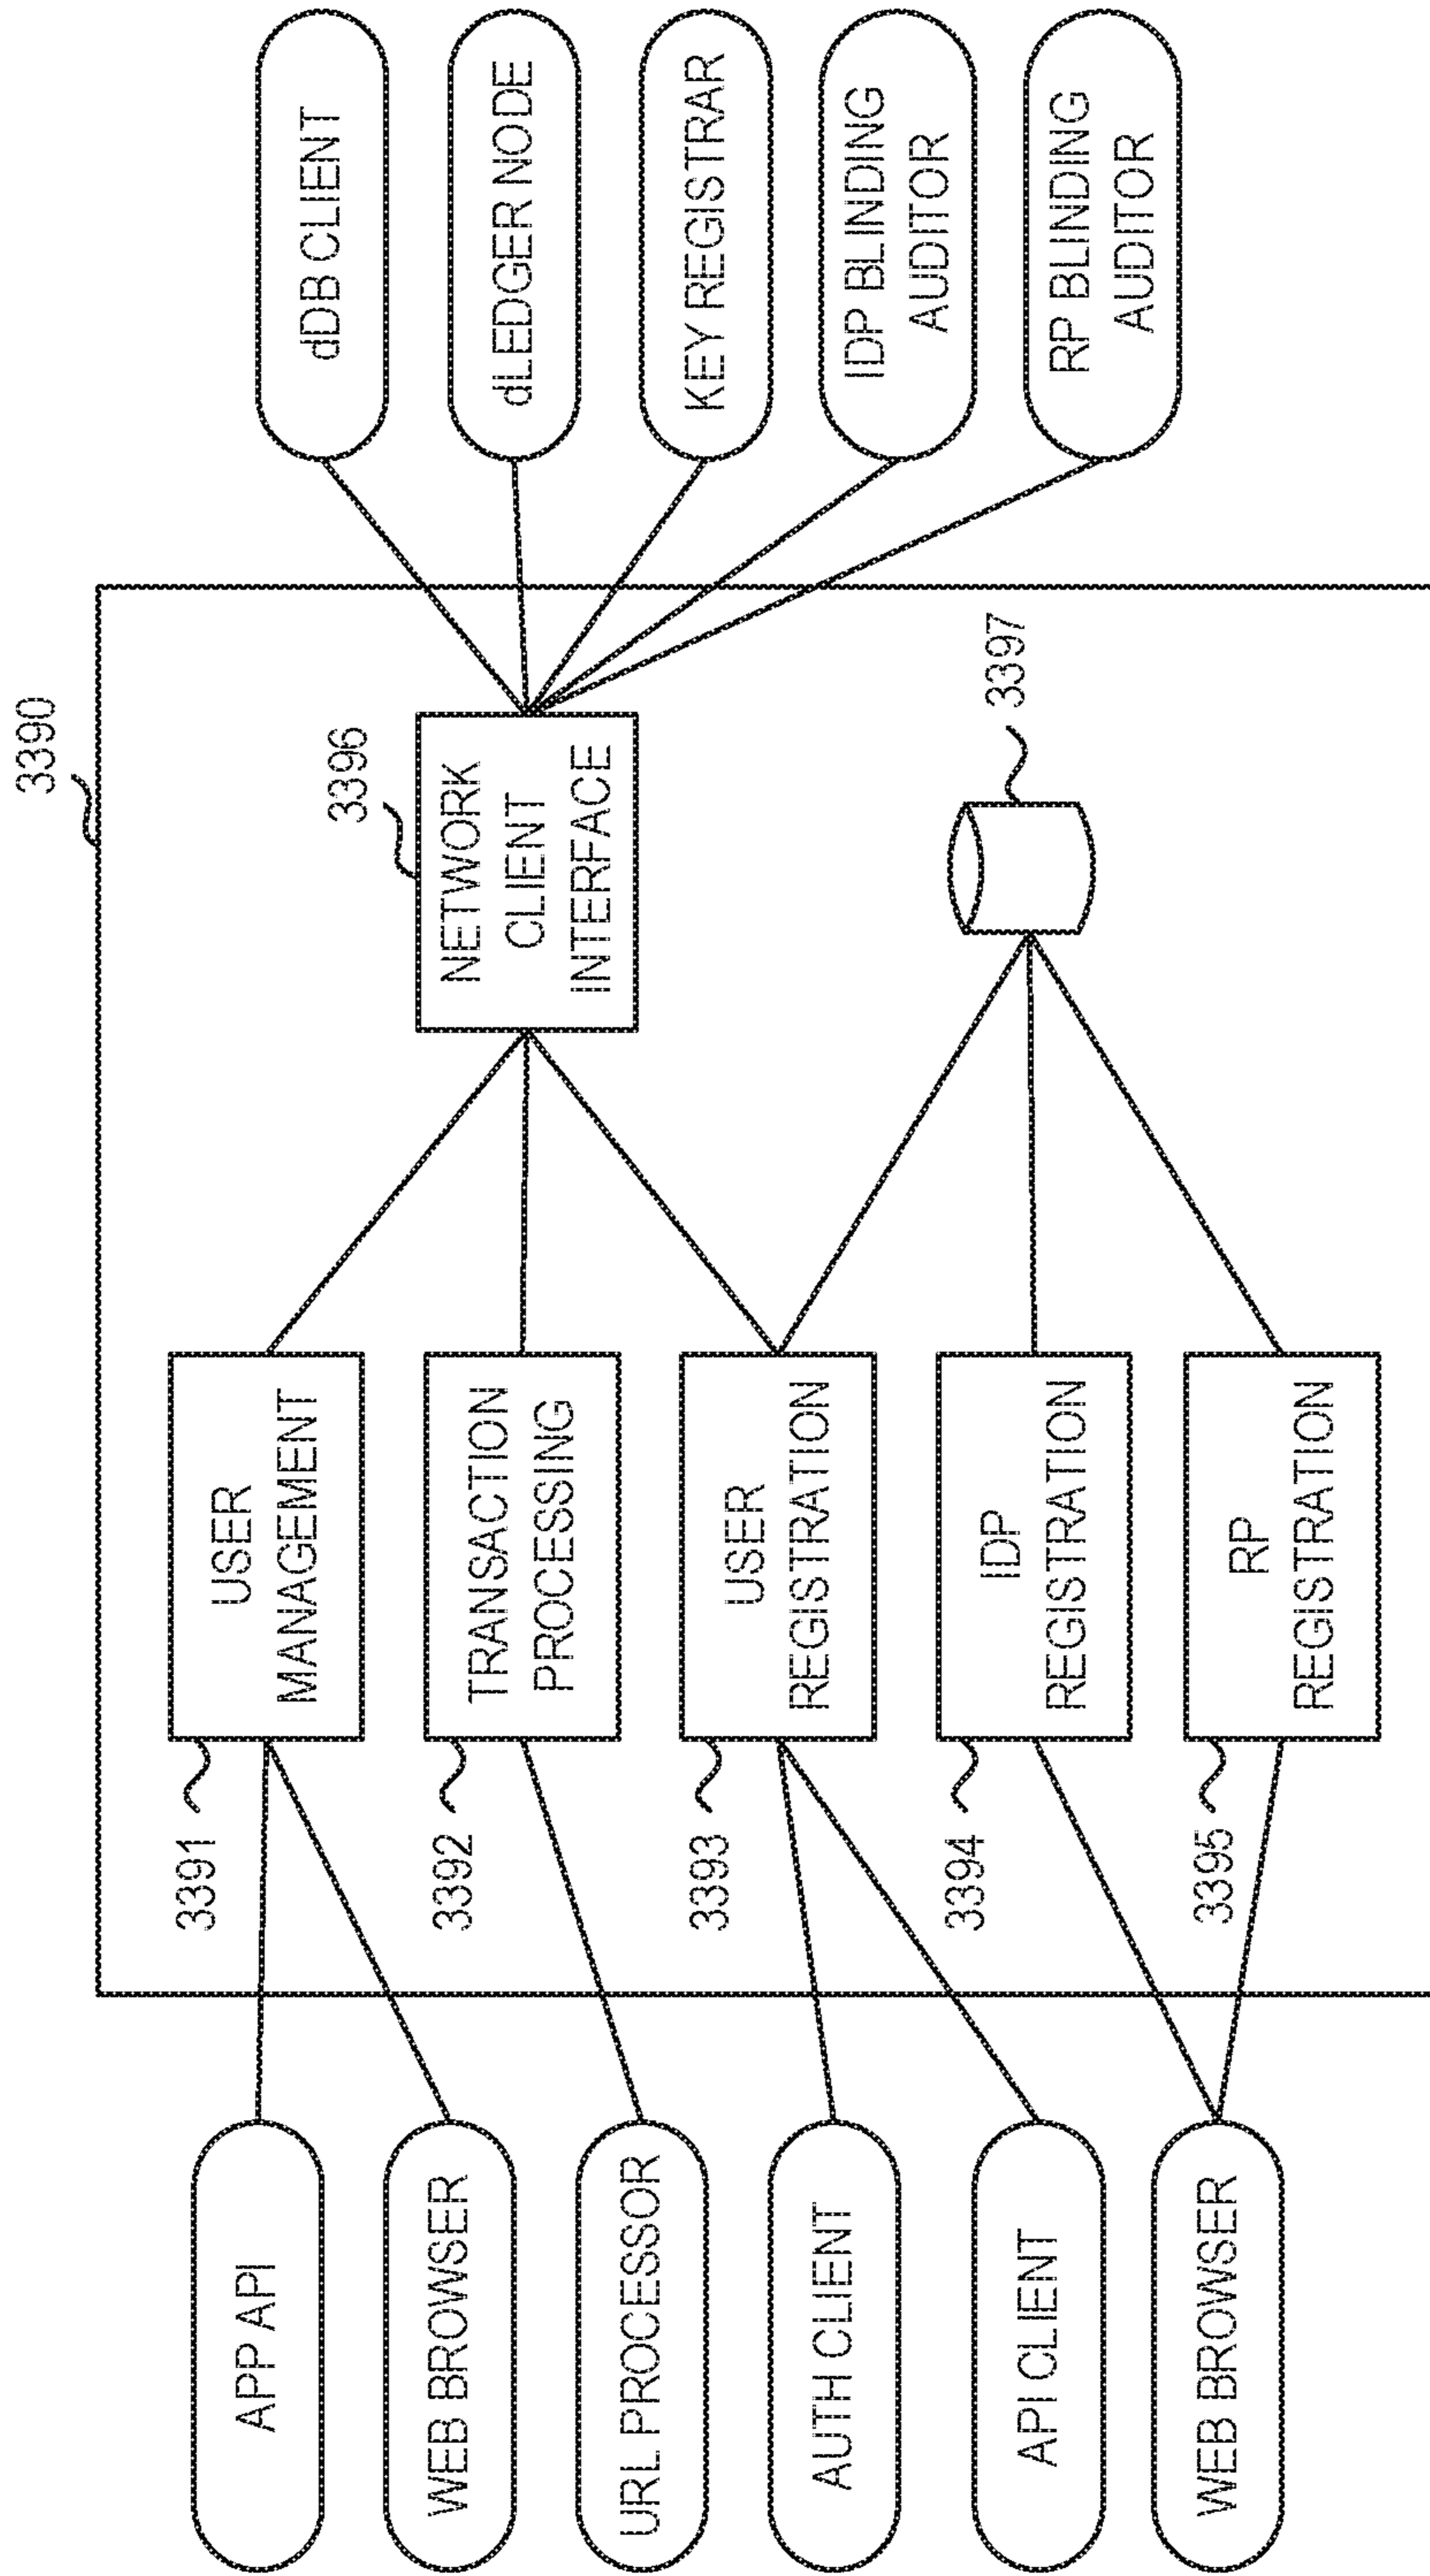 3390
APP API
WEB BROWSER
URL PROCESSOR
AUTH CLIENT
API CLIENT
WEB BROWSER
3391
USER
MANAGEMENT
3392
TRANSACTION
PROCESSING
3393
USER
REGISTRATION
3394
IDP
REGISTRATION
3395
RP
REGISTRATION
3396
NETWORK
CLIENT
INTERFACE
3397
dDB CLIENT
dLEDGER NODE
KEY REGISTRAR
IDP BLINDING
AUDITOR
RP BLINDING
AUDITOR